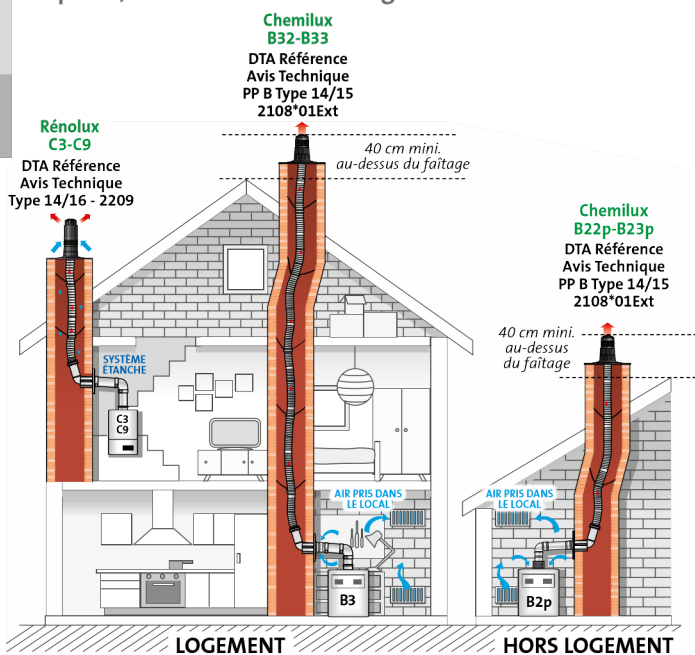 Chemilux
B32-B33
DTA Référence
Avis Technique
PP B Type 14/15
2108*01Ext
40 cm mini.
au-dessus du faîtage
Rénolux
C3-C9
DTA Référence
Avis Technique
Type 14/16 - 2209
Chemilux
B22p-B23p
DTA Référence
Avis Technique
PP B Type 14/15
2108*01Ext
40 cm mini.
au-dessus
du faîtage
SYSTÈME
ÉTANCHE
C3
C9
AIR PRIS DANS
LE LOCAL
AIR PRIS DANS
LE LOCAL
B3
B2p
LOGEMENT
HORS LOGEMENT